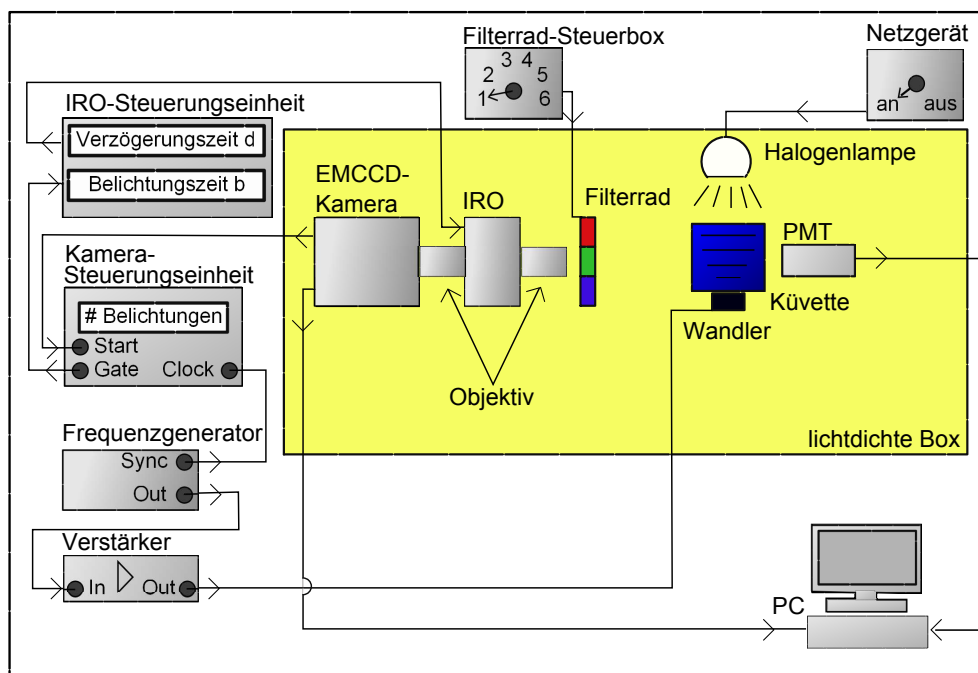 Filterrad-Steuerbox
1
2
3
4
5
6
Netzgerät
an
aus
IRO-Steuerungseinheit
Verzögerungszeit d
Belichtungszeit b
EMCCD-
Kamera
IRO
Filterrad
Halogenlampe
PMT
Küvette
Wandler
Objektiv
lichtdichte Box
Kamera-
Steuerungseinheit
# Belichtungen
Start
Gate
Clock
Frequenzgenerator
Sync
Out
Verstärker
In
Out
PC